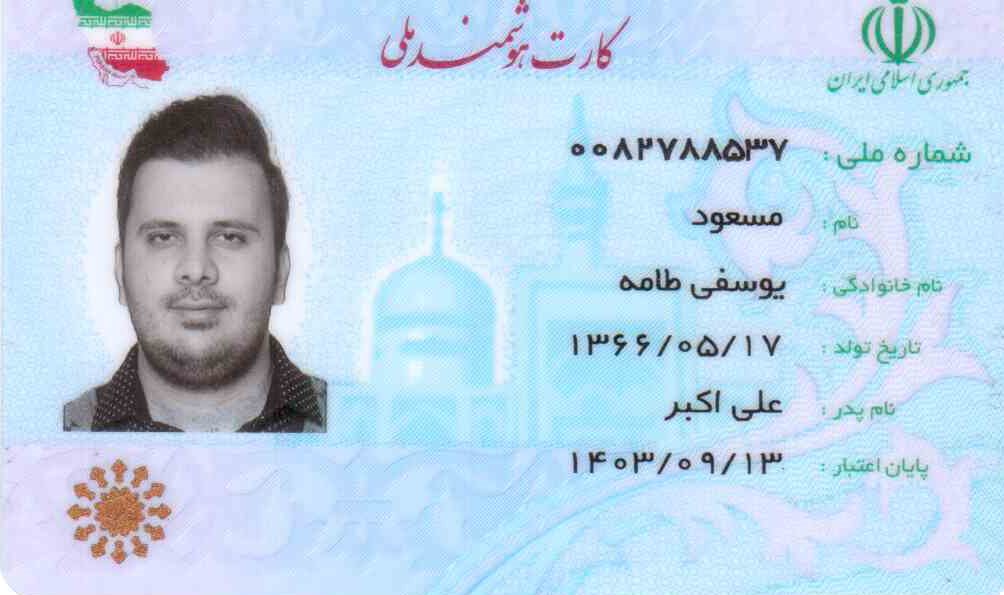 کارت هوشمند ملی
جمهوری اسلامی ایران
شماره ملی : ۰۰۸۲۷۸۸۵۳۷
نام : مسعود
نام خانوادگی : یوسفی طامه
تاریخ تولد : ۱۳۶۶/۰۵/۱۷
نام پدر : علی اکبر
پایان اعتبار : ۱۴۰۳/۰۹/۱۳